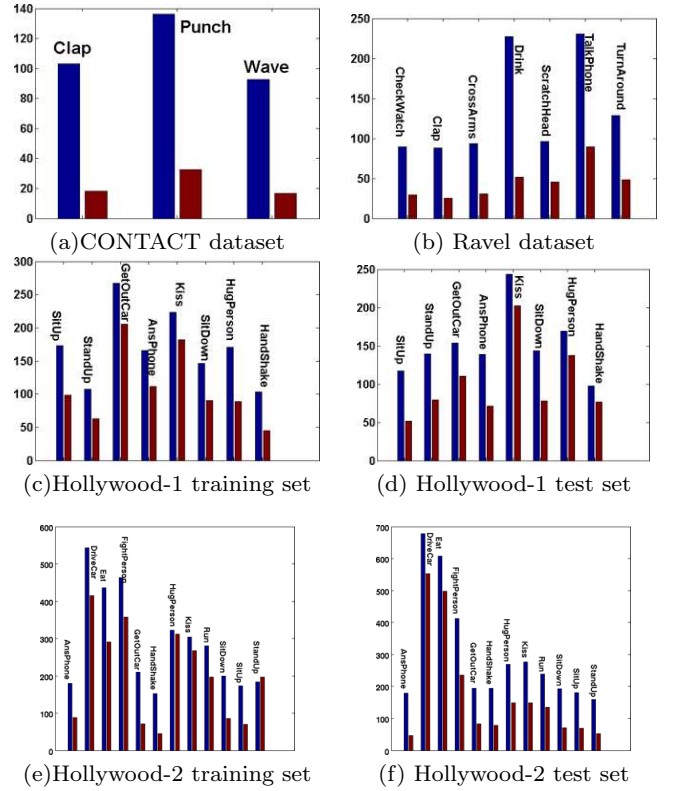 140
120
100
80
60
40
20
0
Clap
Punch
Wave
(a)CONTACT dataset
250
200
150
100
50
0
CheckWatch
Clap
CrossArms
Drink
ScratchHead
TalkPhone
TurnAround
(b) Ravel dataset
300
250
200
150
100
50
0
SitUp
StandUp
GetOutCar
AnsPhone
Kiss
SitDown
HugPerson
HandShake
(c)Hollywood-1 training set
250
200
150
100
50
0
SitUp
StandUp
GetOutCar
AnsPhone
Kiss
SitDown
HugPerson
HandShake
(d) Hollywood-1 test set
600
500
400
300
200
100
0
AnsPhone
DriveCar
Eat
FightPerson
GetOutCar
HandShake
HugPerson
Kiss
Run
SitDown
SitUp
StandUp
(e)Hollywood-2 training set
700
600
500
400
300
200
100
0
AnsPhone
DriveCar
Eat
FightPerson
GetOutCar
HandShake
HugPerson
Kiss
Run
SitDown
SitUp
StandUp
(f) Hollywood-2 test set